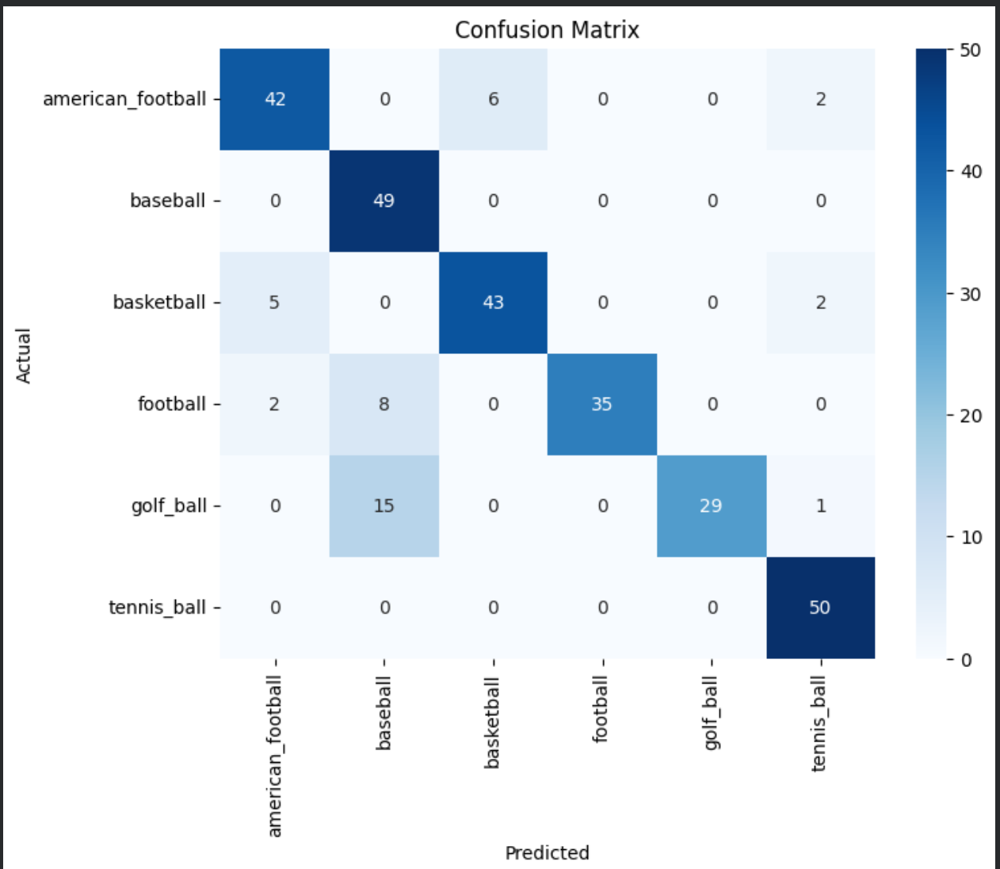 Confusion Matrix
american_football 42 0 6 0 0 2
baseball 0 49 0 0 0 0
basketball 5 0 43 0 0 2
football 2 8 0 35 0 0
golf_ball 0 15 0 0 29 1
tennis_ball 0 0 0 0 0 50
Actual
american_football baseball basketball football golf_ball tennis_ball
Predicted
50
40
30
20
10
0